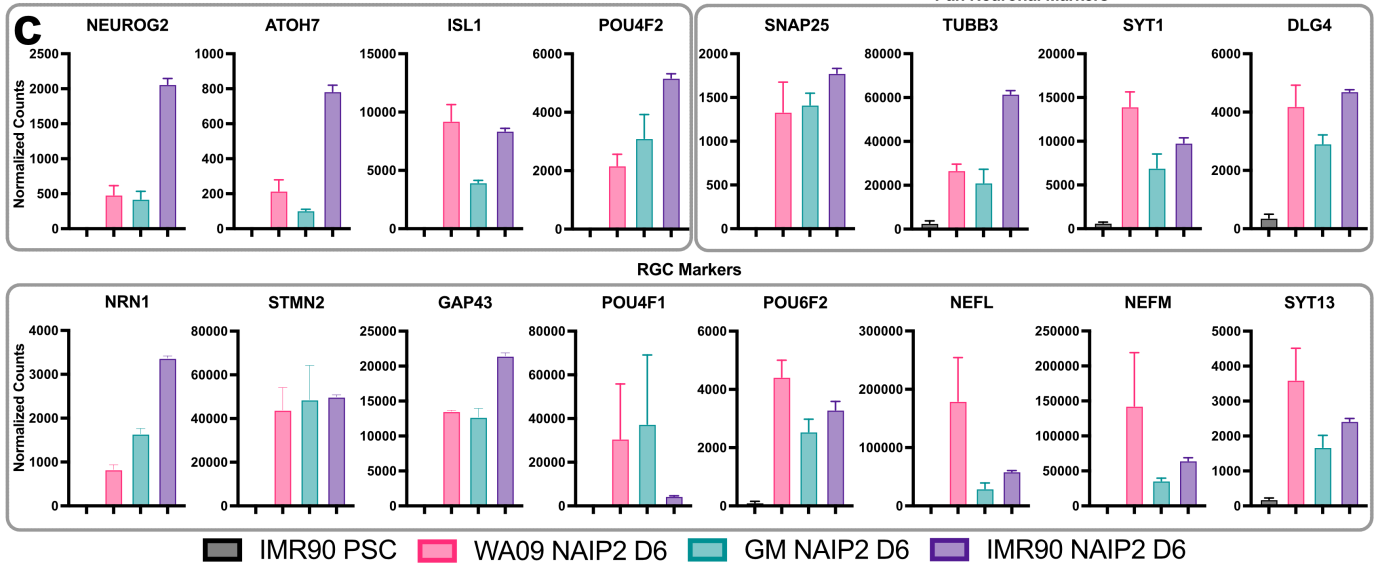 C
NEUROG2 ATOH7 ISL1 POU4F2 SNAP25 TUBB3 SYT1 DLG4
Normalized Counts
2500 2000 1500 1000 500 0
1000 800 600 400 200 0
15000 10000 5000 0
6000 4000 2000 0
2000 1500 1000 500 0
80000 60000 40000 20000 0
20000 15000 10000 5000 0
6000 4000 2000 0
RGC Markers
NRN1 STMN2 GAP43 POU4F1 POU6F2 NEFL NEFM SYT13
Normalized Counts
4000 3000 2000 1000 0
80000 60000 40000 20000 0
25000 20000 15000 10000 5000 0
80000 60000 40000 20000 0
6000 4000 2000 0
300000 200000 100000 0
250000 200000 150000 100000 50000 0
5000 4000 3000 2000 1000 0
IMR90 PSC WA09 NAIP2 D6 GM NAIP2 D6 IMR90 NAIP2 D6